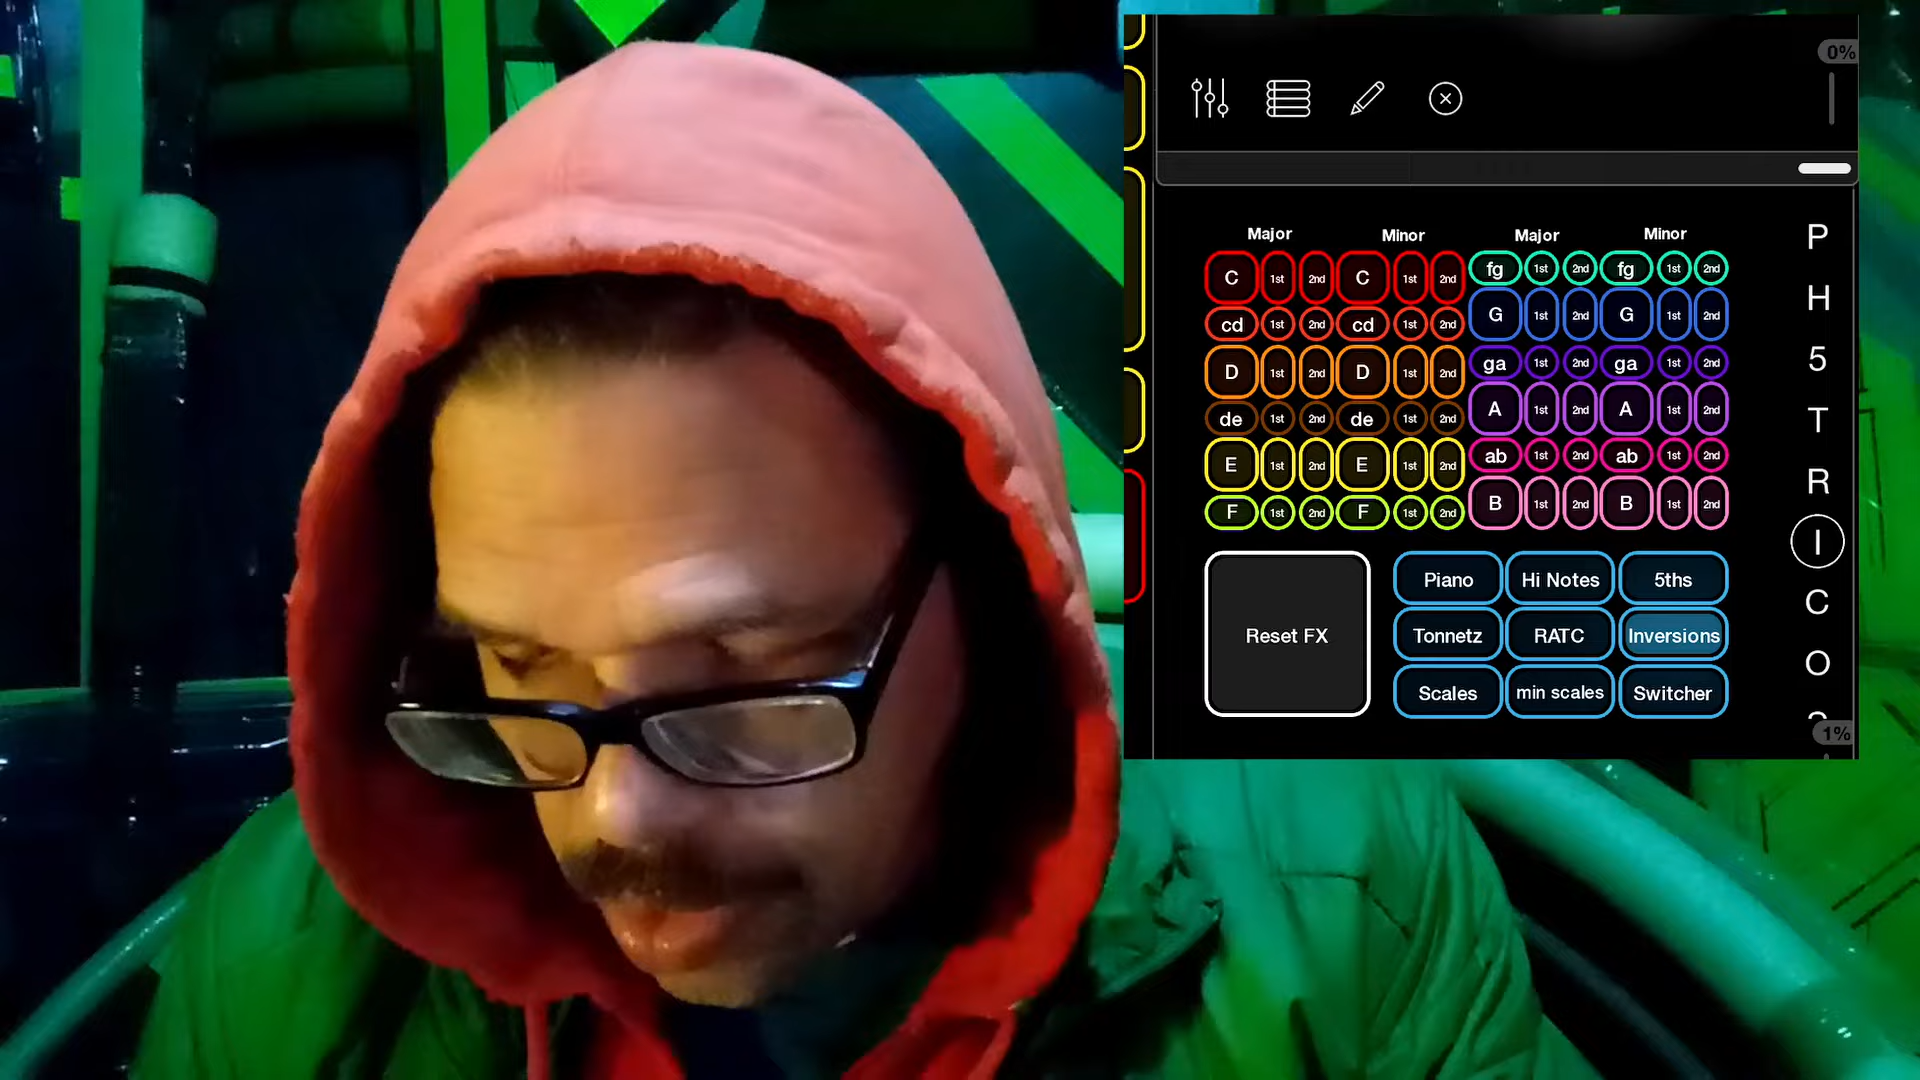 0%
Major Minor Major Minor
C 1st 2nd C 1st 2nd fg 1st 2nd fg 1st 2nd
cd 1st 2nd cd 1st 2nd G 1st 2nd G 1st 2nd
D 1st 2nd D 1st 2nd ga 1st 2nd ga 1st 2nd
de 1st 2nd de 1st 2nd A 1st 2nd A 1st 2nd
E 1st 2nd E 1st 2nd ab 1st 2nd ab 1st 2nd
F 1st 2nd F 1st 2nd B 1st 2nd B 1st 2nd
Reset FX
Piano Hi Notes 5ths
Tonnetz RATC Inversions
Scales min scales Switcher
P
H
5
T
R
I
C
O
1%